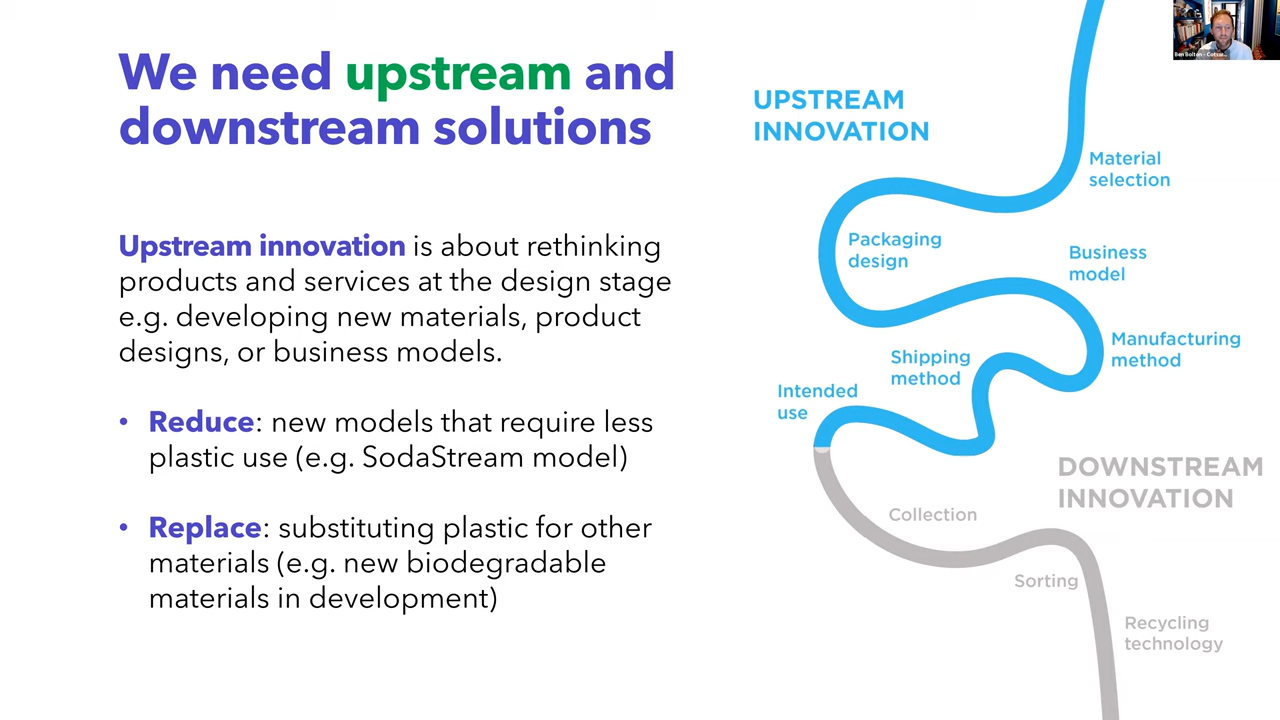 We need upstream and
downstream solutions
Upstream innovation is about rethinking
products and services at the design stage
e.g. developing new materials, product
designs, or business models.
• Reduce: new models that require less
plastic use (e.g. SodaStream model)
• Replace: substituting plastic for other
materials (e.g. new biodegradable
materials in development)
UPSTREAM
INNOVATION
Material
selection
Packaging
design
Business
model
Manufacturing
method
Shipping
method
Intended
use
DOWNSTREAM
INNOVATION
Collection
Sorting
Recycling
technology
Ben Bolton -